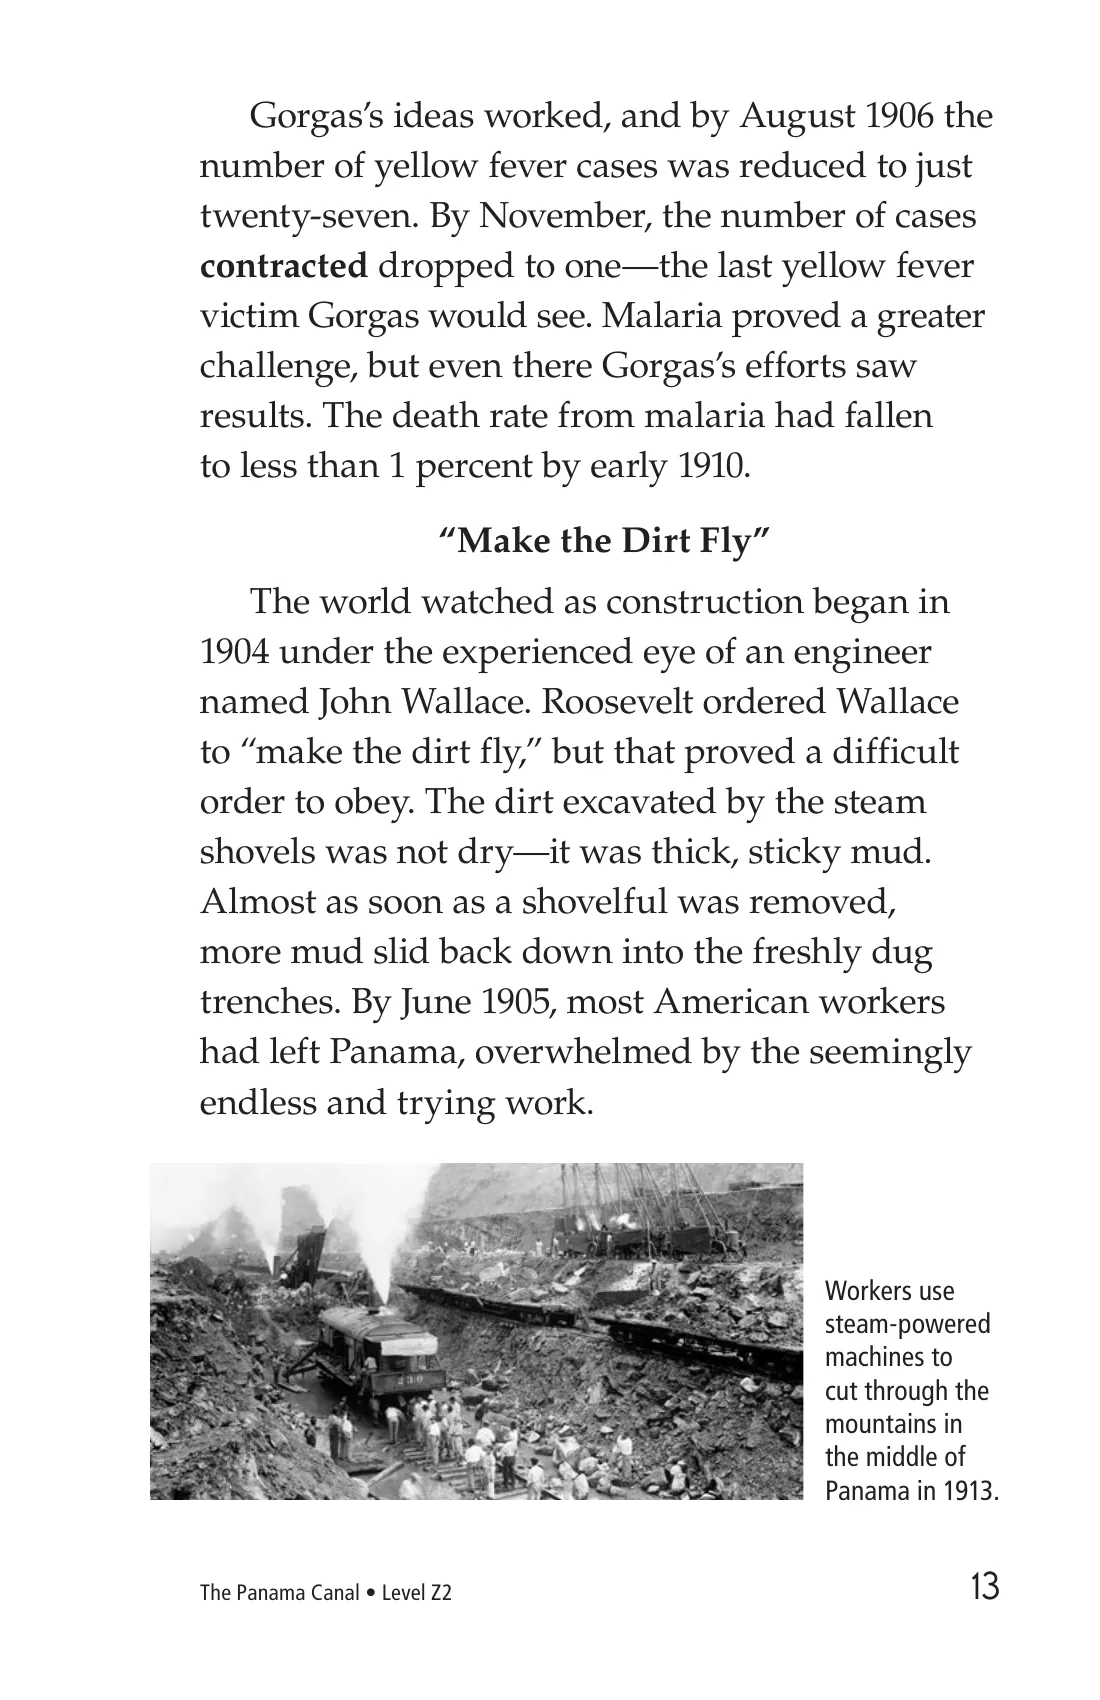 Gorgas’s ideas worked, and by August 1906 the
number of yellow fever cases was reduced to just
twenty-seven. By November, the number of cases
contracted dropped to one—the last yellow fever
victim Gorgas would see. Malaria proved a greater
challenge, but even there Gorgas’s efforts saw
results. The death rate from malaria had fallen
to less than 1 percent by early 1910.
“Make the Dirt Fly”
The world watched as construction began in
1904 under the experienced eye of an engineer
named John Wallace. Roosevelt ordered Wallace
to “make the dirt fly,” but that proved a difficult
order to obey. The dirt excavated by the steam
shovels was not dry—it was thick, sticky mud.
Almost as soon as a shovelful was removed,
more mud slid back down into the freshly dug
trenches. By June 1905, most American workers
had left Panama, overwhelmed by the seemingly
endless and trying work.
230
Workers use
steam-powered
machines to
cut through the
mountains in
the middle of
Panama in 1913.
The Panama Canal • Level Z2
13